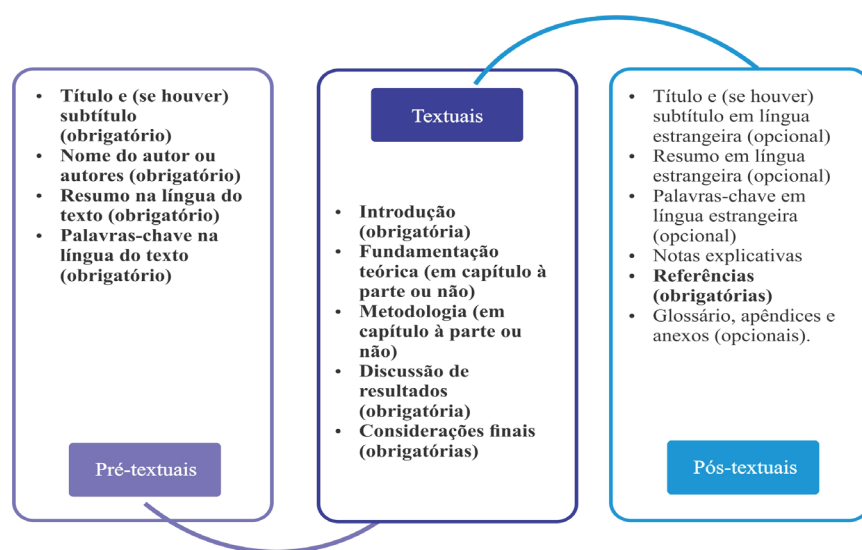 • Título e (se houver)
subtítulo
(obrigatório)
• Nome do autor ou
autores (obrigatório)
• Resumo na língua do
texto (obrigatório)
• Palavras-chave na
língua do texto
(obrigatório)
Pré-textuais
Textuais
• Introdução
(obrigatória)
• Fundamentação
teórica (em capítulo à
parte ou não)
• Metodologia (em
capítulo à parte ou
não)
• Discussão de
resultados
(obrigatória)
• Considerações finais
(obrigatórias)
• Título e (se houver)
subtítulo em língua
estrangeira (opcional)
• Resumo em língua
estrangeira (opcional)
• Palavras-chave em
língua estrangeira
(opcional)
• Notas explicativas
• Referências
(obrigatórias)
• Glossário, apêndices e
anexos (opcionais).
Pós-textuais